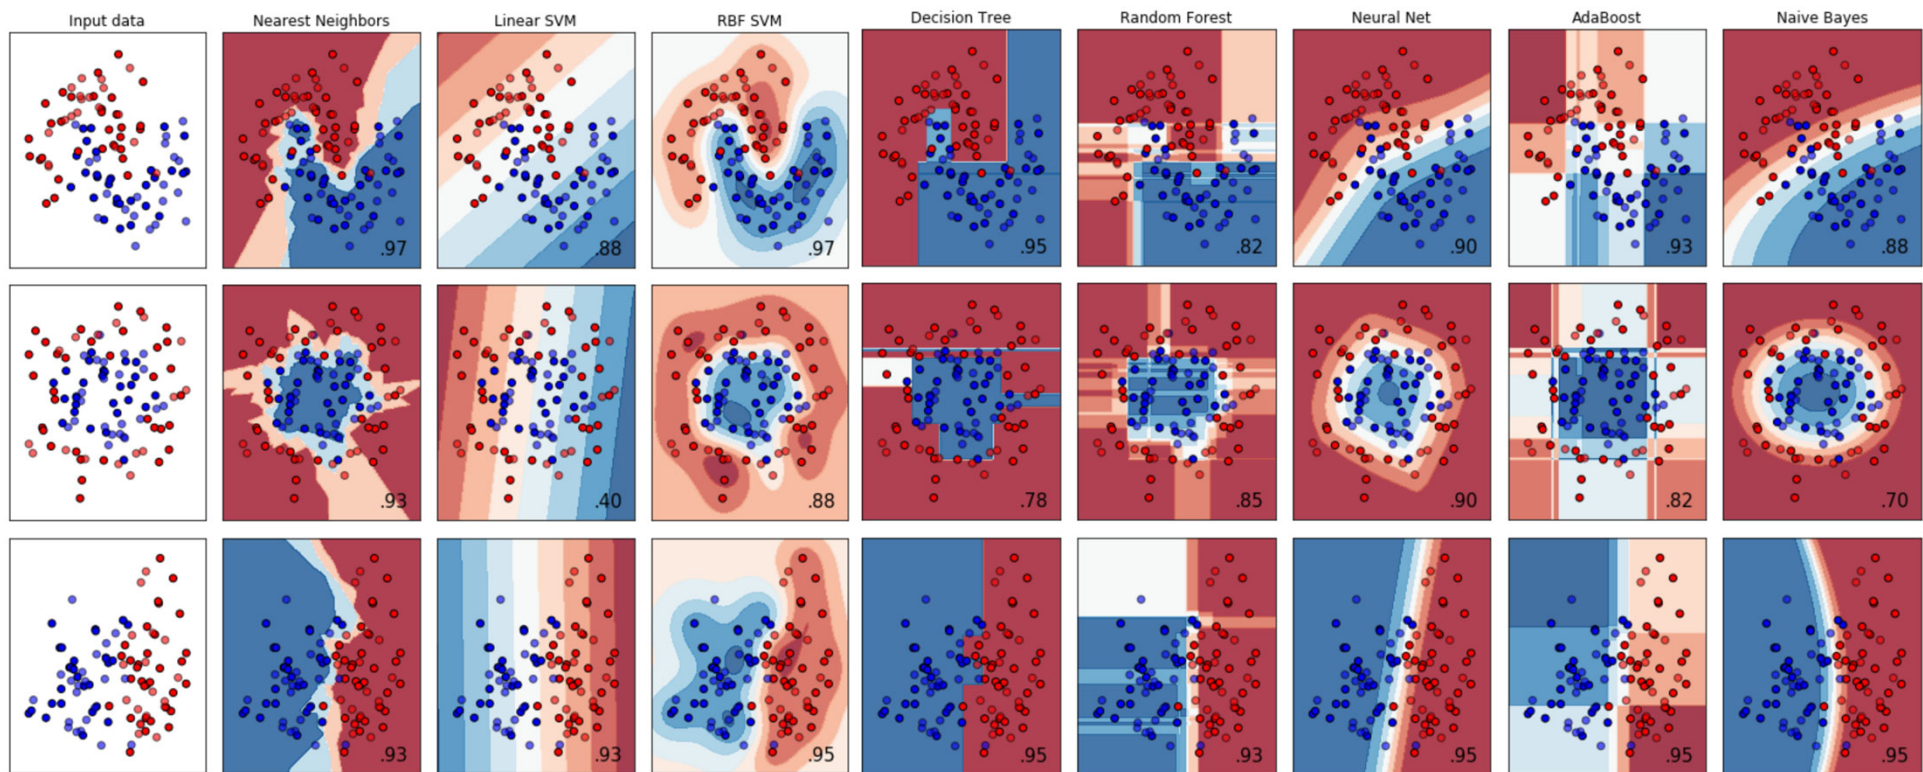 Input data Nearest Neighbors Linear SVM RBF SVM Decision Tree Random Forest Neural Net AdaBoost Naive Bayes
.97 .88 .97 .95 .82 .90 .93 .88
.93 .40 .88 .78 .85 .90 .82 .70
.93 .93 .95 .95 .93 .95 .95 .95